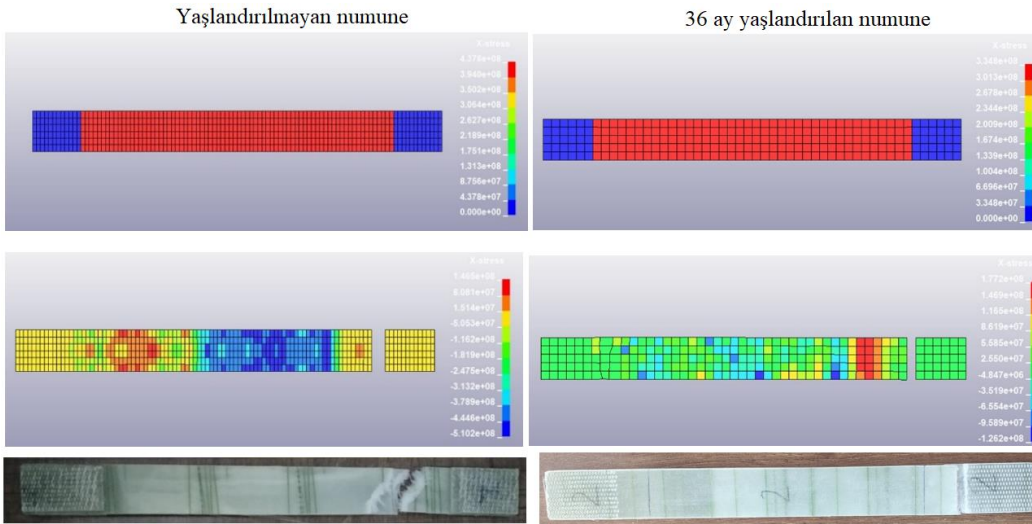 Yaşlandırılmayan numune
36 ay yaşlandırılan numune
X-stress
4.378e+08
3.940e+08
3.502e+08
3.064e+08
2.627e+08
2.189e+08
1.751e+08
1.313e+08
8.756e+07
4.378e+07
0.000e+00
X-stress
3.348e+08
3.013e+08
2.678e+08
2.344e+08
2.009e+08
1.674e+08
1.339e+08
1.004e+08
6.696e+07
3.348e+07
0.000e+00
X-stress
1.465e+08
8.081e+07
1.514e+07
-5.053e+07
-1.162e+08
-1.819e+08
-2.475e+08
-3.132e+08
-3.789e+08
-4.446e+08
-5.102e+08
X-stress
1.772e+08
1.469e+08
1.165e+08
8.619e+07
5.585e+07
2.550e+07
-4.847e+06
-3.519e+07
-6.554e+07
-9.589e+07
-1.262e+08
2
2
2